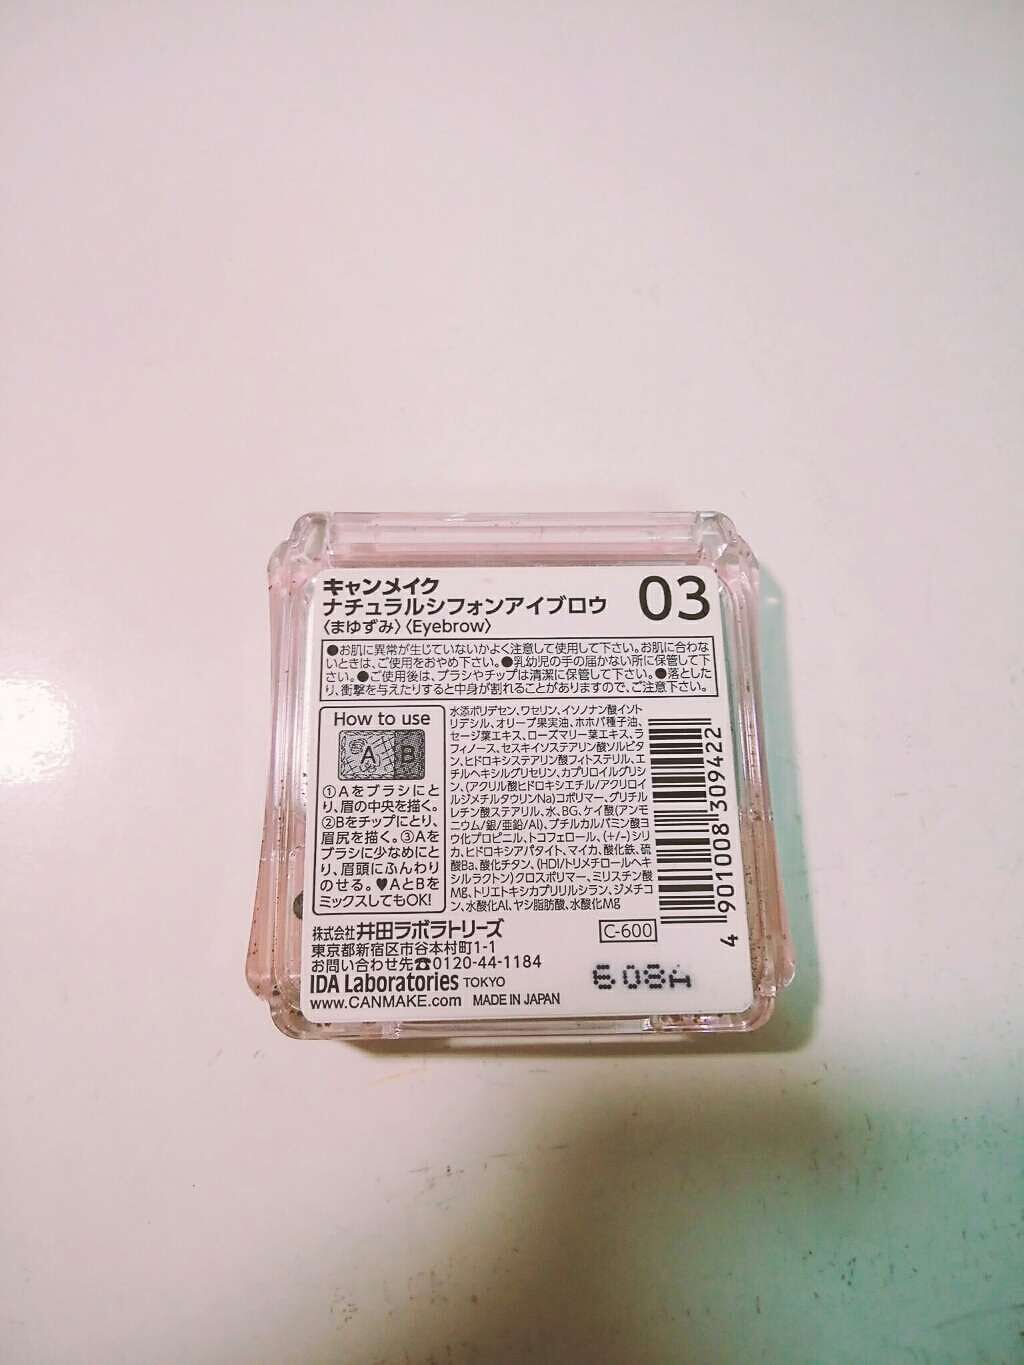 キャンメイク
ナチュラルシフォンアイブロウ
〈まゆずみ〉〈Eyebrow〉
03
●お肌に異常が生じていないかよく注意して使用して下さい。お肌に合わな
いときは、ご使用をおやめ下さい。●乳幼児の手の届かない所に保管して下
さい。●ご使用後は、ブラシやチップは清潔に保管して下さい。●落とした
り、衝撃を与えたりすると中身が割れることがありますので、ご注意下さい。
How to use
A B
①Aをブラシにと
り、眉の中央を描く。
②Bをチップにとり、
眉尻を描く。③Aを
ブラシに少なめにと
り、眉頭にふんわり
のせる。♥AとBを
ミックスしてもOK!
水添ポリデセン、ワセリン、イソノナン酸イソト
リデシル、オリーブ果実油、ホホバ種子油、
セージ葉エキス、ローズマリー葉エキス、ラ
フィノース、セスキイソステアリン酸ソルビタ
ン、ヒドロキシステアリン酸フィトステリル、エ
チルヘキシルグリセリン、カプリロイルグリシ
ン、(アクリル酸ヒドロキシエチル/アクリロイ
ルジメチルタウリンNa)コポリマー、グリチル
レチン酸ステアリル、水、BG、ケイ酸(アンモ
ニウム/銀/亜鉛/Al)、ブチルカルバミン酸ヨ
ウ化プロピニル、トコフェロール、(+/-)シリ
カ、ヒドロキシアパタイト、マイカ、酸化鉄、硫
酸Ba、酸化チタン、(HDI/トリメチロールヘキ
シルラクトン)クロスポリマー、ミリスチン酸
Mg、トリエトキシカプリリルシラン、ジメチコ
ン、水酸化Al、ヤシ脂肪酸、水酸化Mg
4 901008 309422
株式会社 井田ラボラトリーズ
東京都新宿区市谷本村町1-1
お問い合わせ先☎0120-44-1184
IDA Laboratories TOKYO
www.CANMAKE.com MADE IN JAPAN
C-600
608A